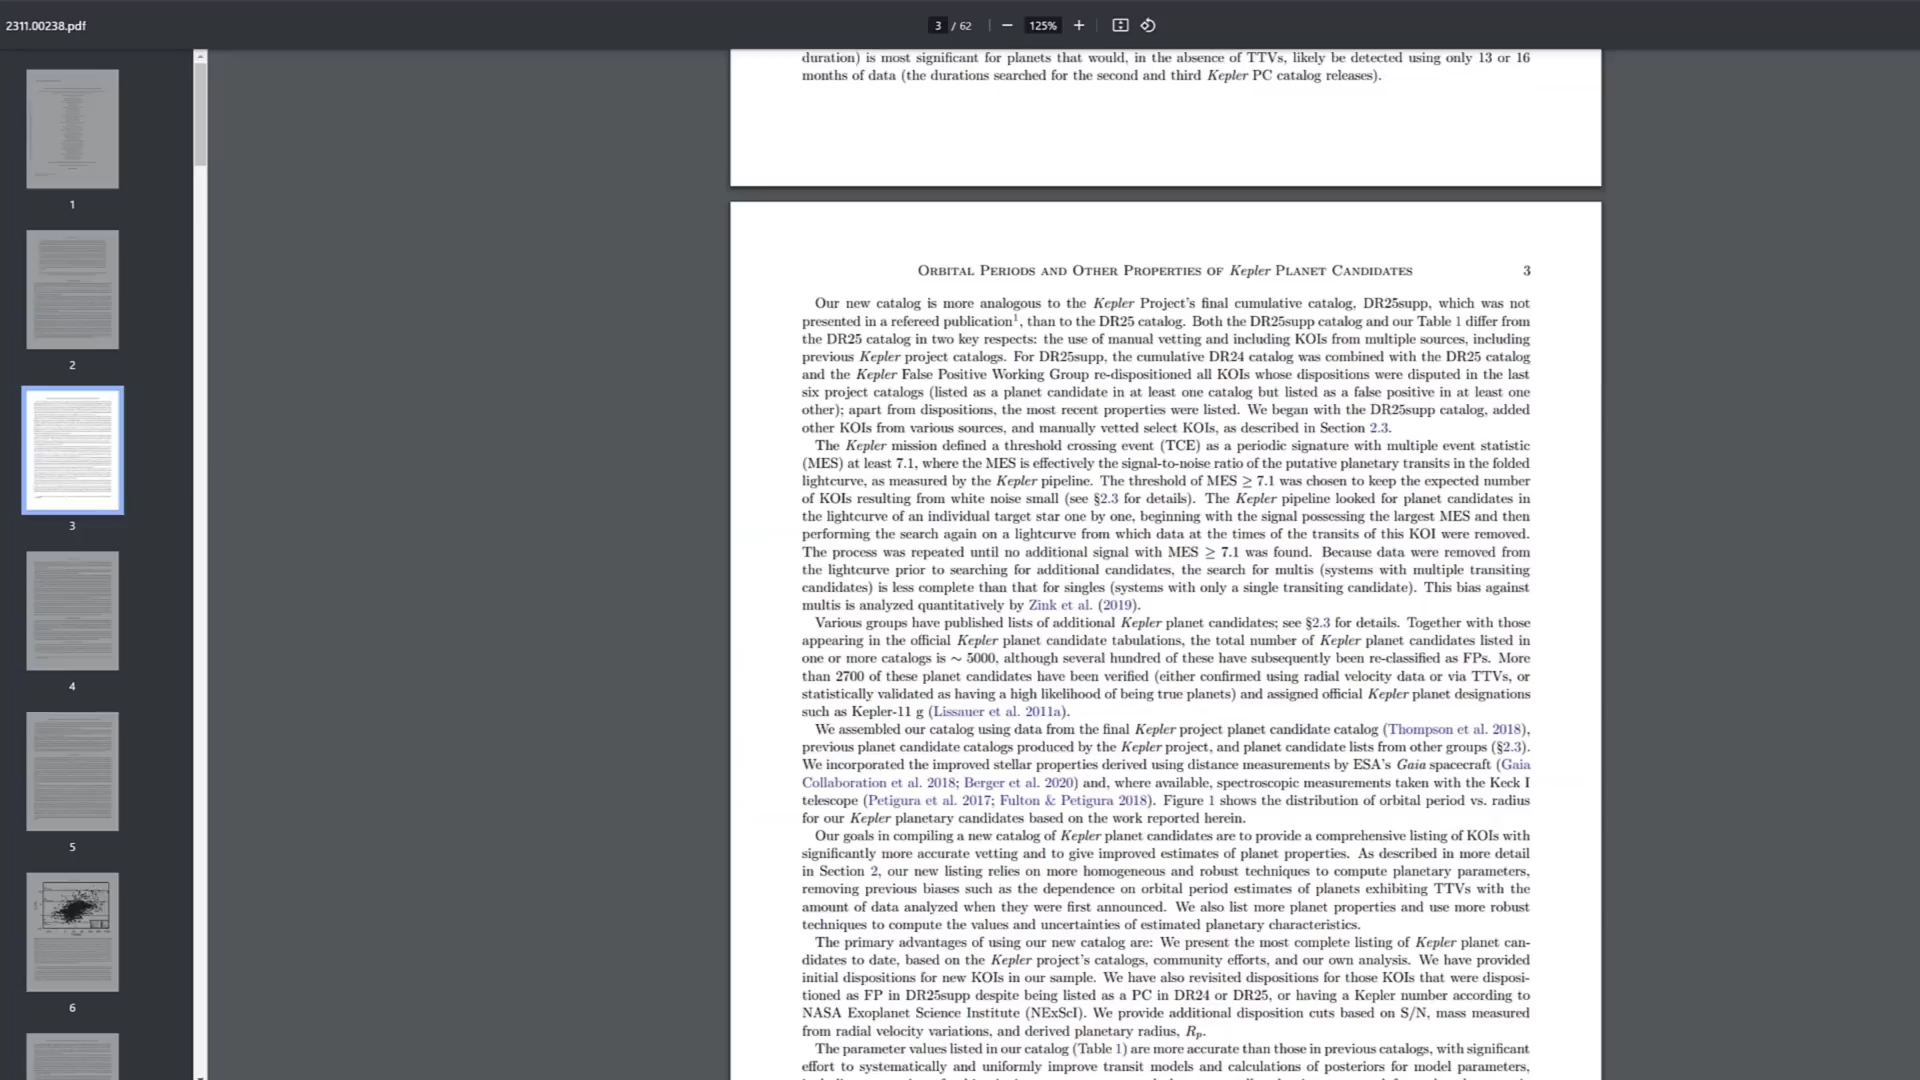 2311.00238.pdf
3 / 62
125%
1
2
3
4
5
6
duration) is most significant for planets that would, in the absence of TTVs, likely be detected using only 13 or 16
months of data (the durations searched for the second and third Kepler PC catalog releases).
Orbital Periods and Other Properties of Kepler Planet Candidates 3
Our new catalog is more analogous to the Kepler Project's final cumulative catalog, DR25supp, which was not
presented in a refereed publication¹, than to the DR25 catalog. Both the DR25supp catalog and our Table 1 differ from
the DR25 catalog in two key respects: the use of manual vetting and including KOIs from multiple sources, including
previous Kepler project catalogs. For DR25supp, the cumulative DR24 catalog was combined with the DR25 catalog
and the Kepler False Positive Working Group re-dispositioned all KOIs whose dispositions were disputed in the last
six project catalogs (listed as a planet candidate in at least one catalog but listed as a false positive in at least one
other); apart from dispositions, the most recent properties were listed. We began with the DR25supp catalog, added
other KOIs from various sources, and manually vetted select KOIs, as described in Section 2.3.
The Kepler mission defined a threshold crossing event (TCE) as a periodic signature with multiple event statistic
(MES) at least 7.1, where the MES is effectively the signal-to-noise ratio of the putative planetary transits in the folded
lightcurve, as measured by the Kepler pipeline. The threshold of MES ≥ 7.1 was chosen to keep the expected number
of KOIs resulting from white noise small (see §2.3 for details). The Kepler pipeline looked for planet candidates in
the lightcurve of an individual target star one by one, beginning with the signal possessing the largest MES and then
performing the search again on a lightcurve from which data at the times of the transits of this KOI were removed.
The process was repeated until no additional signal with MES ≥ 7.1 was found. Because data were removed from
the lightcurve prior to searching for additional candidates, the search for multis (systems with multiple transiting
candidates) is less complete than that for singles (systems with only a single transiting candidate). This bias against
multis is analyzed quantitatively by Zink et al. (2019).
Various groups have published lists of additional Kepler planet candidates; see §2.3 for details. Together with those
appearing in the official Kepler planet candidate tabulations, the total number of Kepler planet candidates listed in
one or more catalogs is ~ 5000, although several hundred of these have subsequently been re-classified as FPs. More
than 2700 of these planet candidates have been verified (either confirmed using radial velocity data or via TTVs, or
statistically validated as having a high likelihood of being true planets) and assigned official Kepler planet designations
such as Kepler-11 g (Lissauer et al. 2011a).
We assembled our catalog using data from the final Kepler project planet candidate catalog (Thompson et al. 2018),
previous planet candidate catalogs produced by the Kepler project, and planet candidate lists from other groups (§2.3).
We incorporated the improved stellar properties derived using distance measurements by ESA's Gaia spacecraft (Gaia
Collaboration et al. 2018; Berger et al. 2020) and, where available, spectroscopic measurements taken with the Keck I
telescope (Petigura et al. 2017; Fulton & Petigura 2018). Figure 1 shows the distribution of orbital period vs. radius
for our Kepler planetary candidates based on the work reported herein.
Our goals in compiling a new catalog of Kepler planet candidates are to provide a comprehensive listing of KOIs with
significantly more accurate vetting and to give improved estimates of planet properties. As described in more detail
in Section 2, our new listing relies on more homogeneous and robust techniques to compute planetary parameters,
removing previous biases such as the dependence on orbital period estimates of planets exhibiting TTVs with the
amount of data analyzed when they were first announced. We also list more planet properties and use more robust
techniques to compute the values and uncertainties of estimated planetary characteristics.
The primary advantages of using our new catalog are: We present the most complete listing of Kepler planet can-
didates to date, based on the Kepler project's catalogs, community efforts, and our own analysis. We have provided
initial dispositions for new KOIs in our sample. We have also revisited dispositions for those KOIs that were disposi-
tioned as FP in DR25supp despite being listed as a PC in DR24 or DR25, or having a Kepler number according to
NASA Exoplanet Science Institute (NExScI). We provide additional disposition cuts based on S/N, mass measured
from radial velocity variations, and derived planetary radius, Rp.
The parameter values listed in our catalog (Table 1) are more accurate than those in previous catalogs, with significant
effort to systematically and uniformly improve transit models and calculations of posteriors for model parameters,